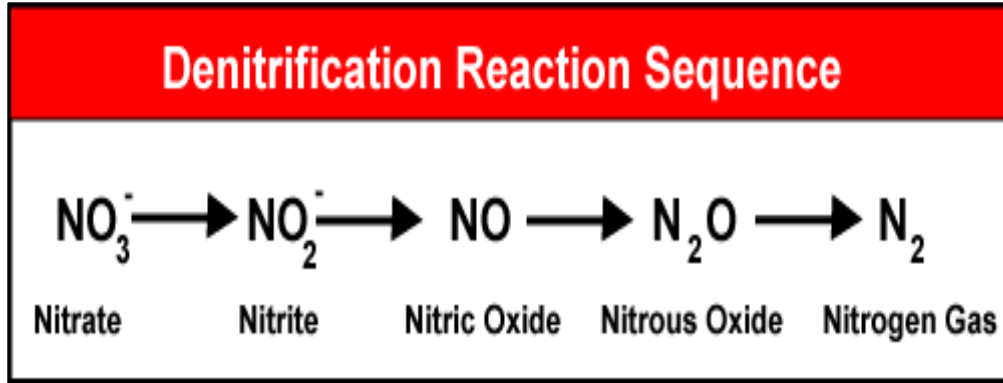 Denitrification Reaction Sequence
NO₃⁻ → NO₂⁻ → NO → N₂O → N₂
Nitrate Nitrite Nitric Oxide Nitrous Oxide Nitrogen Gas